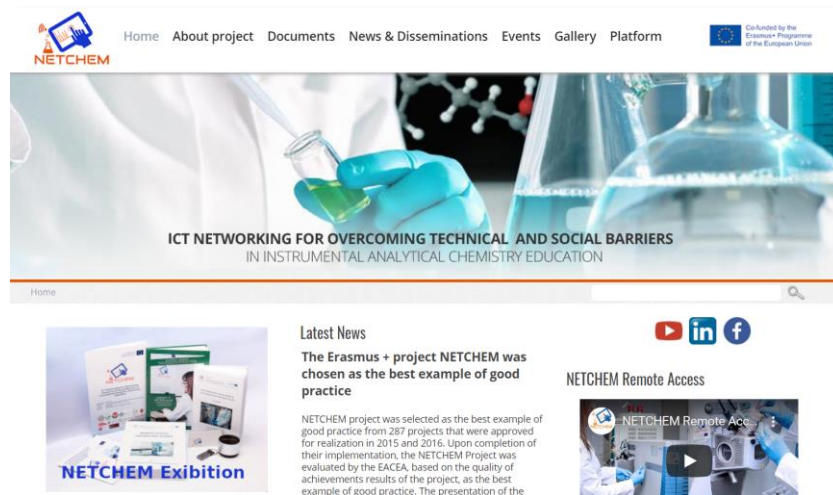 NETCHEM
Home About project Documents News & Disseminations Events Gallery Platform
Co-funded by the
Erasmus+ Programme
of the European Union
ICT NETWORKING FOR OVERCOMING TECHNICAL AND SOCIAL BARRIERS
IN INSTRUMENTAL ANALYTICAL CHEMISTRY EDUCATION
Home
NETCHEM Exibition
Latest News
The Erasmus + project NETCHEM was
chosen as the best example of good
practice
NETCHEM project was selected as the best example of
good practice from 287 projects that were approved
for realization in 2015 and 2016. Upon completion of
their implementation, the NETCHEM Project was
evaluated by the EACEA, based on the quality of
achievements results of the project, as the best
example of good practice. The presentation of the
in f
NETCHEM Remote Access
NETCHEM Remote Acc...